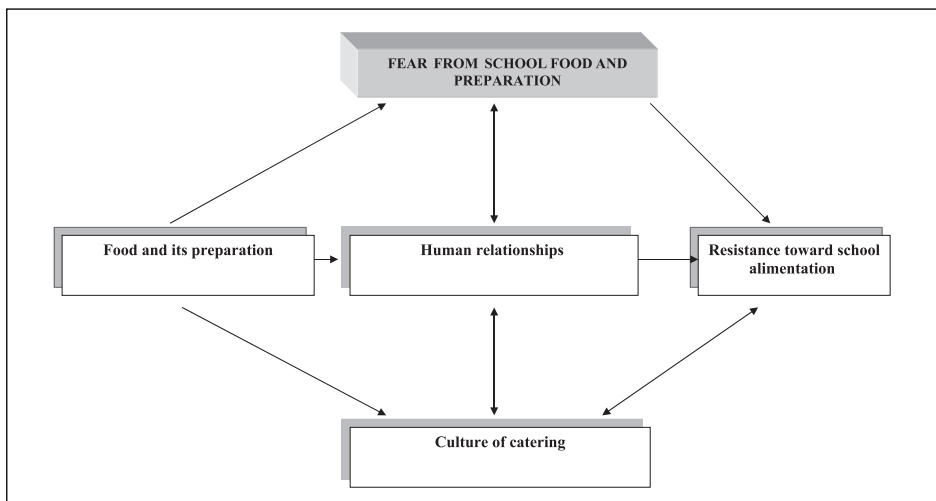 FEAR FROM SCHOOL FOOD AND
PREPARATION
Food and its preparation
Human relationships
Resistance toward school
alimentation
Culture of catering